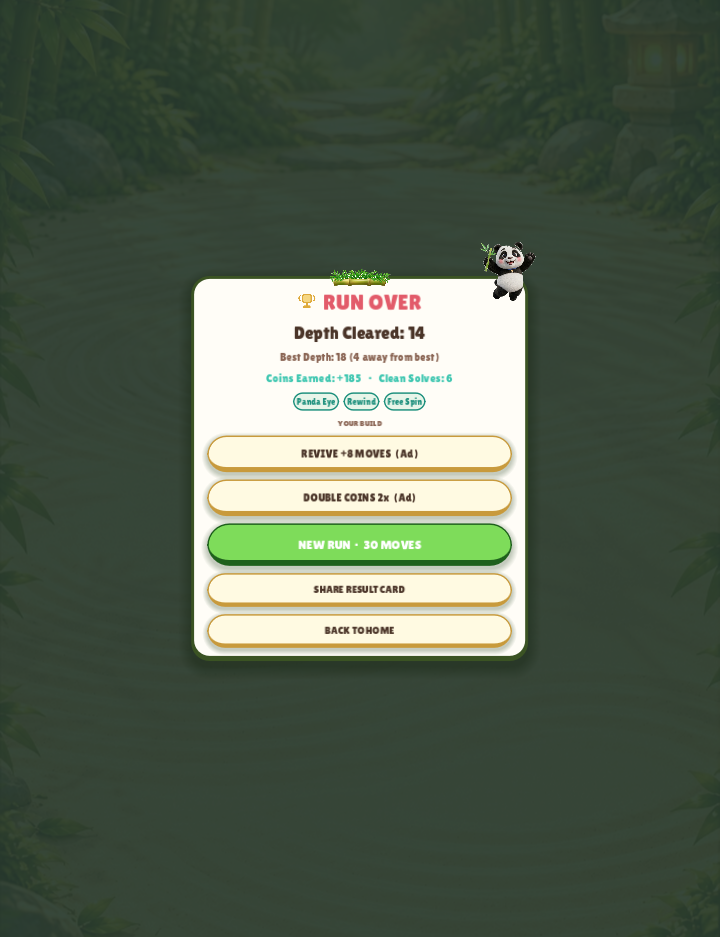 RUN OVER
Depth Cleared: 14
Best Depth: 18 (4 away from best)
Coins Earned: +185 · Clean Solves: 6
Panda Eye Rewind Free Spin
YOUR BUILD
REVIVE +8 MOVES (Ad)
DOUBLE COINS 2x (Ad)
NEW RUN · 30 MOVES
SHARE RESULT CARD
BACK TO HOME